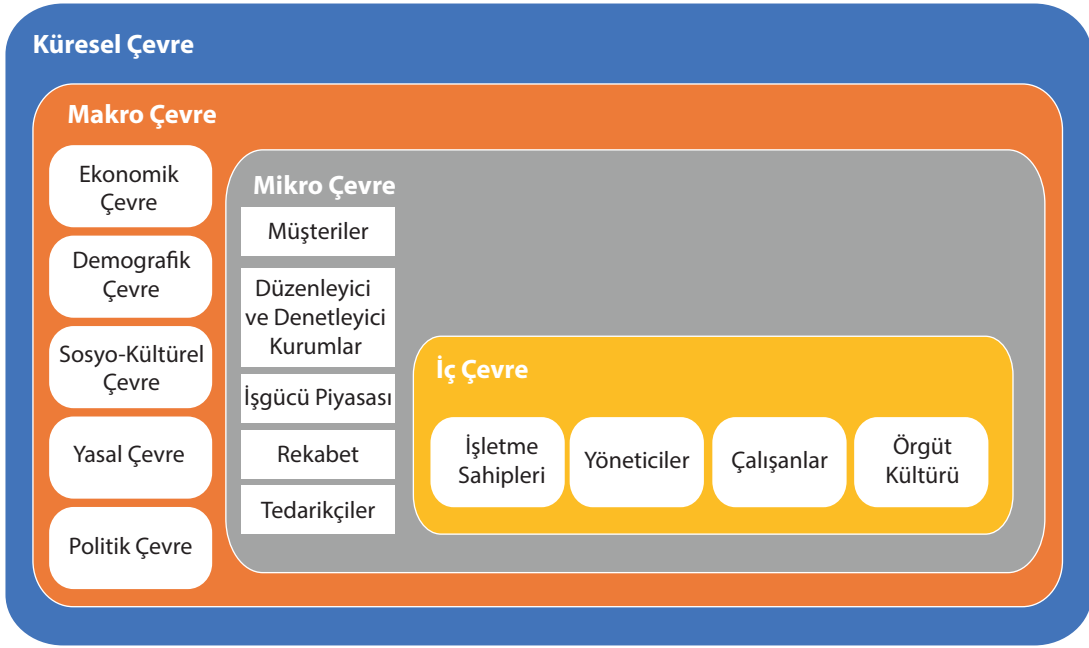 Küresel Çevre
Makro Çevre
Ekonomik
Çevre
Demografik
Çevre
Sosyo-Kültürel
Çevre
Yasal Çevre
Politik Çevre
Mikro Çevre
Müşteriler
Düzenleyici
ve Denetleyici
Kurumlar
İşgücü Piyasası
Rekabet
Tedarikçiler
İç Çevre
İşletme
Sahipleri
Yöneticiler
Çalışanlar
Örgüt
Kültürü